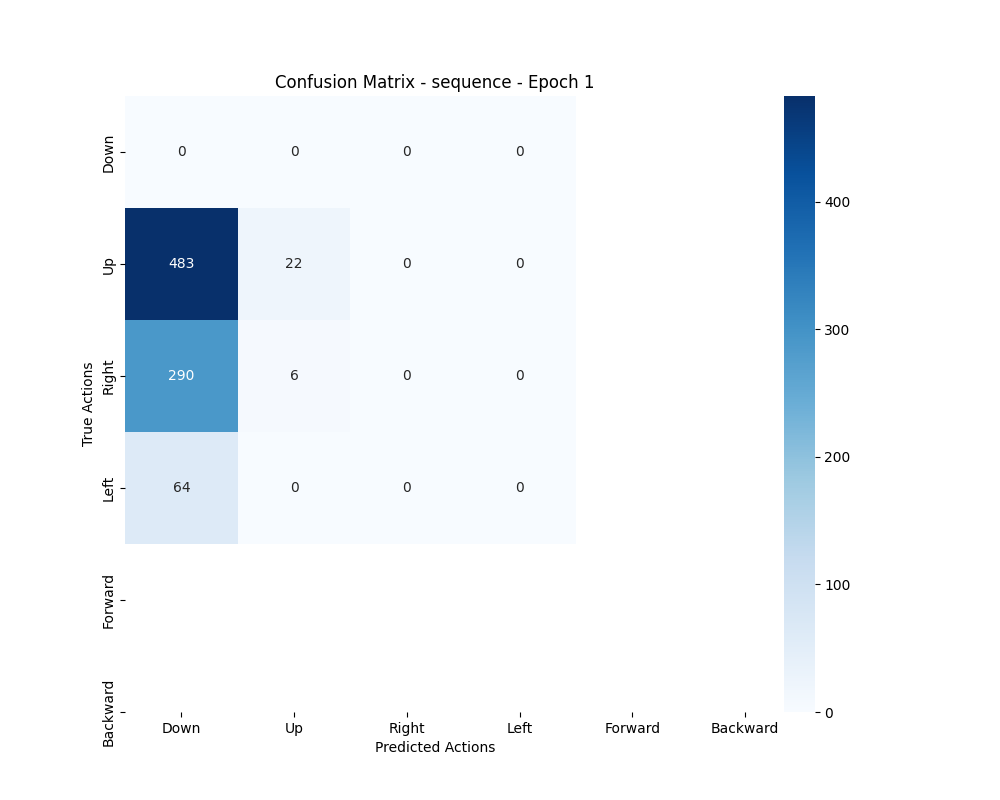 Confusion Matrix - sequence - Epoch 1
True Actions
Down
0 0 0 0
Up
483 22 0 0
Right
290 6 0 0
Left
64 0 0 0
Forward
Backward
Down Up Right Left Forward Backward
Predicted Actions
400
300
200
100
0